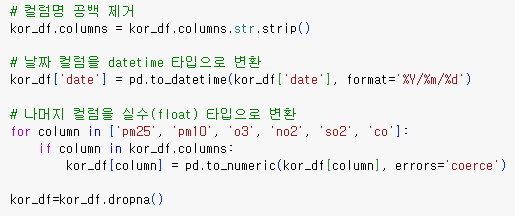 # 컬럼명 공백 제거
kor_df.columns = kor_df.columns.str.strip()
# 날짜 컬럼을 datetime 타입으로 변환
kor_df['date'] = pd.to_datetime(kor_df['date'], format='%Y/%m/%d')
# 나머지 컬럼을 실수(float) 타입으로 변환
for column in ['pm25', 'pm10', 'o3', 'no2', 'so2', 'co']:
    if column in kor_df.columns:
        kor_df[column] = pd.to_numeric(kor_df[column], errors='coerce')
kor_df=kor_df.dropna()